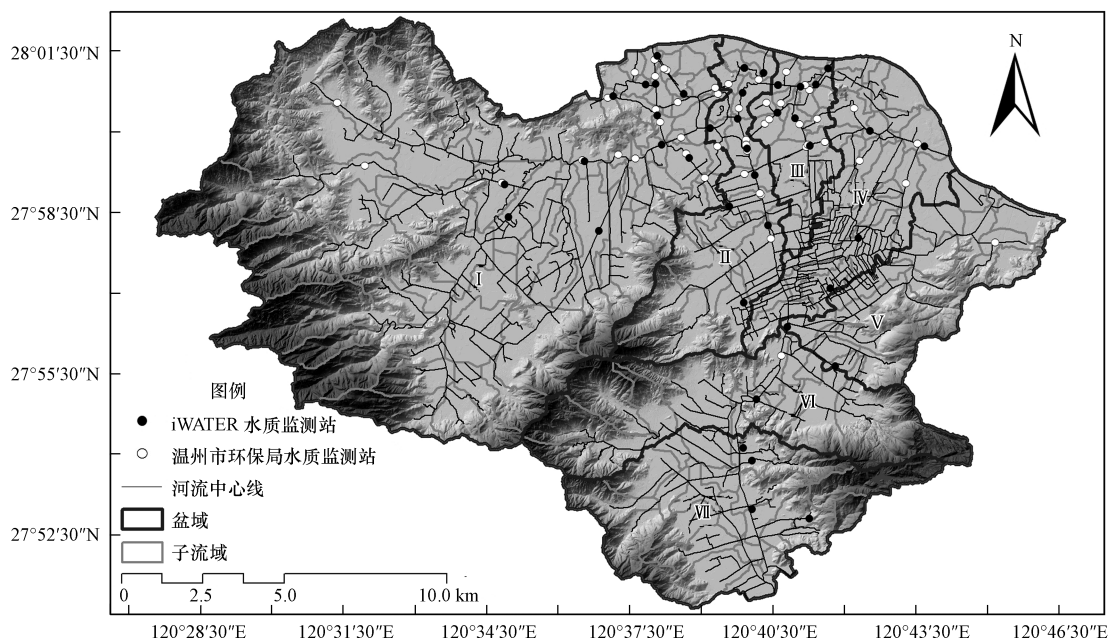 28°01′30″N
27°58′30″N
27°55′30″N
27°52′30″N
N
I
II
III
IV
V
VI
VII
图例
iWATER 水质监测站
温州市环保局水质监测站
河流中心线
盆域
子流域
0 2.5 5.0 10.0 km
120°28′30″E 120°31′30″E 120°34′30″E 120°37′30″E 120°40′30″E 120°43′30″E 120°46′30″E